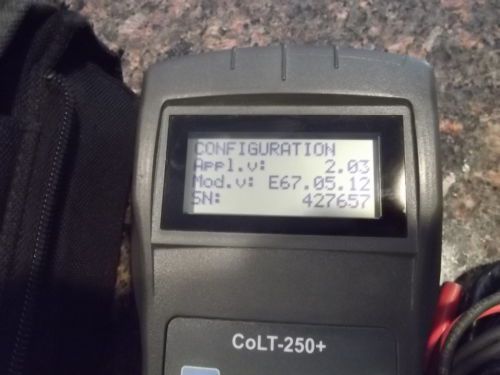 CONFIGURATION
Appl.v: 2.03
Mod.v: E67.05.12
SN: 427657
CoLT-250+